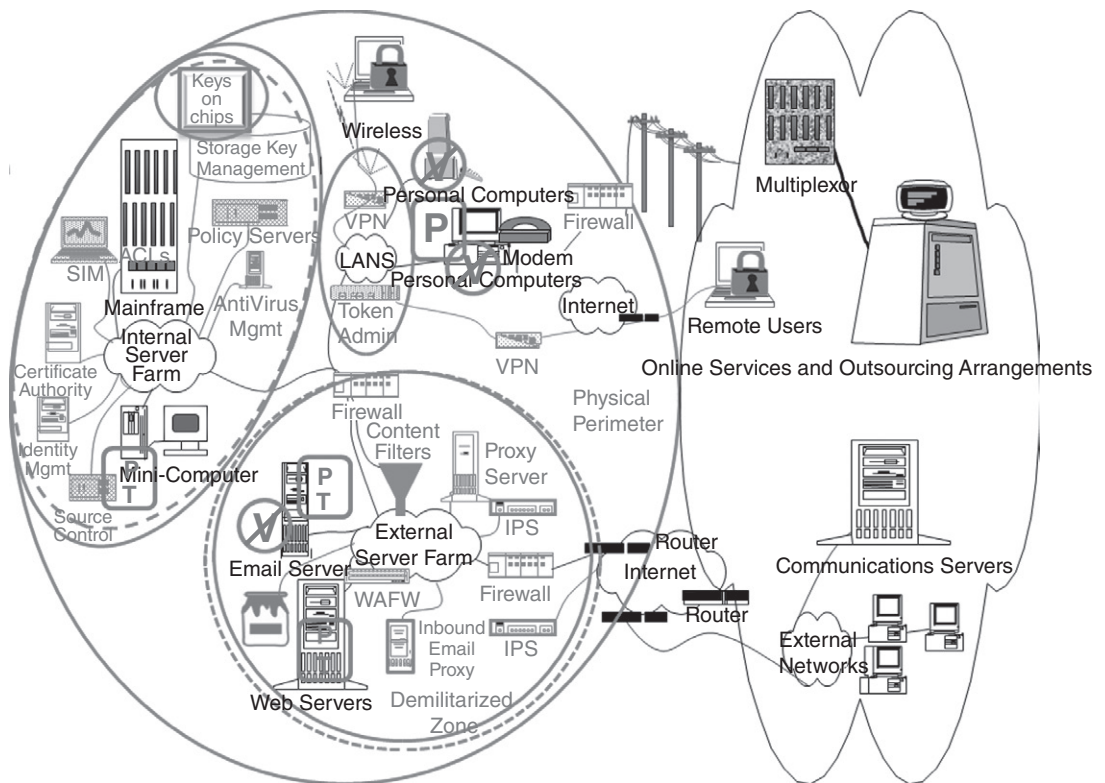 Keys
on
chips
Storage Key
Management
Wireless
V
Personal Computers
VPN
P
Firewall
Multiplexor
Policy Servers
SIM
ACLs
LANS
Modem
V
Personal Computers
Mainframe
AntiVirus
Mgmt
Token
Admin
Internet
Remote Users
Internal
Server
Farm
VPN
Online Services and Outsourcing Arrangements
Certificate
Authority
Firewall
Physical
Perimeter
Identity
Mgmt
Mini-Computer
P
T
Source
Control
Content
Filters
Proxy
Server
P
T
V
IPS
External
Server Farm
Email Server
Router
Internet
Communications Servers
WAFW
Firewall
Router
Inbound
Email
Proxy
IPS
P
External
Networks
Web Servers
Demilitarized
Zone